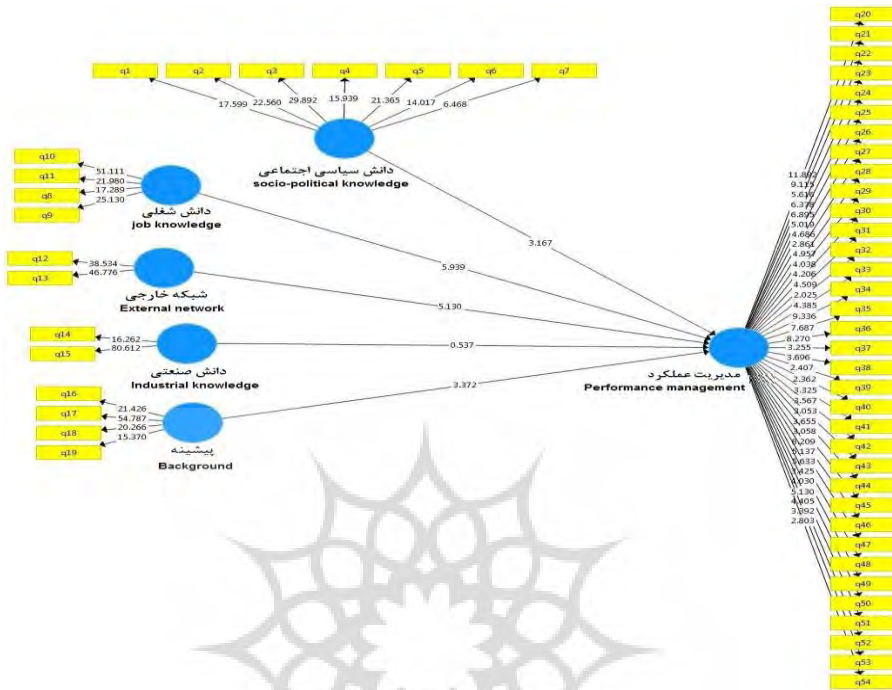 q1
q2
q3
q4
q5
q6
q7
17.599
22.560
29.892
15.939
21.365
14.017
6.468
دانش سیاسی اجتماعی
socio-political knowledge
q10
q11
q8
q9
51.111
21.980
17.289
25.130
دانش شغلی
job knowledge
q12
q13
38.534
46.776
شبکه خارجی
External network
q14
q15
16.262
80.612
دانش صنعتی
Industrial knowledge
q16
q17
q18
q19
21.426
54.787
20.266
15.370
پیشینه
Background
3.167
5.939
5.130
0.537
3.372
مدیریت عملکرد
Performance management
9.115
5.616
6.378
6.895
5.019
4.686
2.861
4.957
4.038
4.206
4.509
2.025
4.385
9.336
7.687
8.270
3.255
3.696
2.407
2.362
3.325
3.567
3.053
3.655
3.058
5.137
4.030
5.130
4.405
3.392
2.803
q20
q21
q22
q23
q24
q25
q26
q27
q28
q29
q30
q31
q32
q33
q34
q35
q36
q37
q38
q39
q40
q41
q42
q43
q44
q45
q46
q47
q48
q49
q50
q51
q52
q53
q54